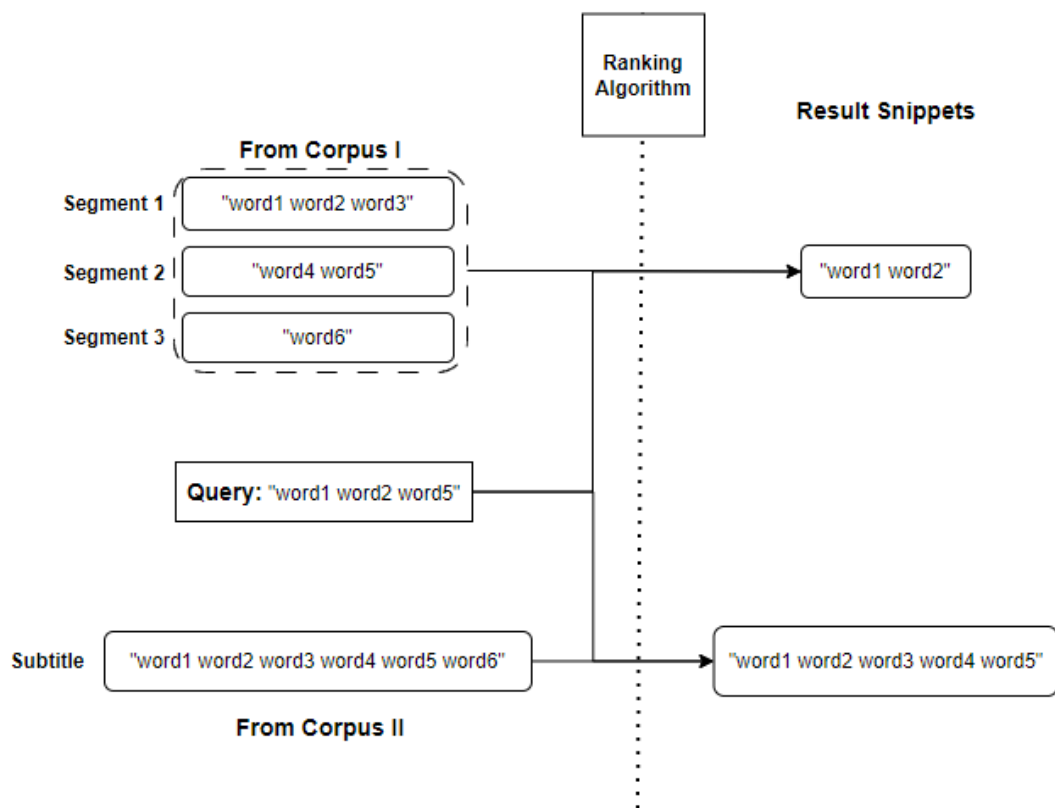 Ranking
Algorithm
Result Snippets
From Corpus I
Segment 1
"word1 word2 word3"
Segment 2
"word4 word5"
"word1 word2"
Segment 3
"word6"
Query: "word1 word2 word5"
Subtitle
"word1 word2 word3 word4 word5 word6"
"word1 word2 word3 word4 word5"
From Corpus II